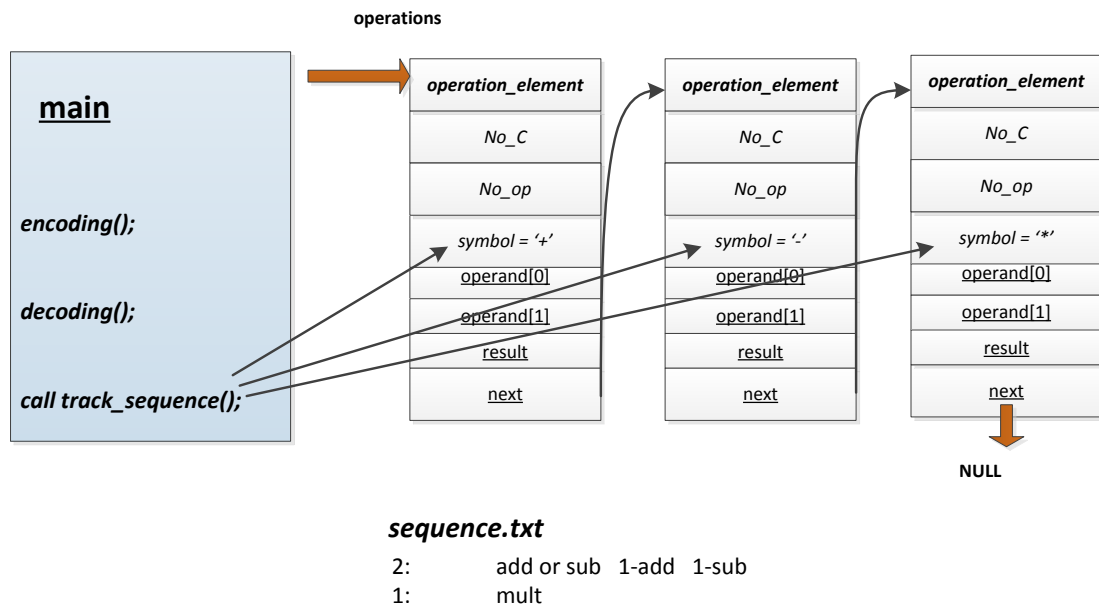 operations
main
encoding();
decoding();
call track_sequence();
operation_element
No_C
No_op
symbol = ‘+’
operand[0]
operand[1]
result
next
operation_element
No_C
No_op
symbol = ‘-’
operand[0]
operand[1]
result
next
operation_element
No_C
No_op
symbol = ‘*’
operand[0]
operand[1]
result
next
NULL
sequence.txt
2: add or sub 1-add 1-sub
1: mult